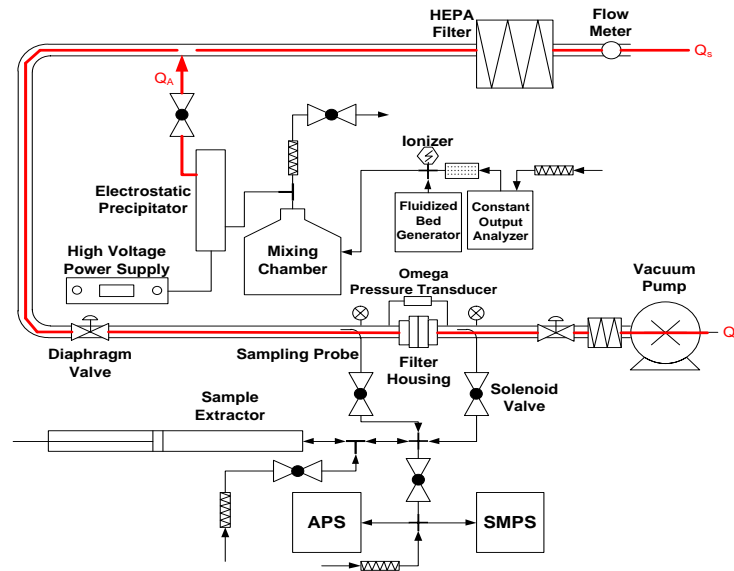 HEPA
Filter
Flow
Meter
Qs
QA
Ionizer
Electrostatic
Precipitator
Fluidized
Bed
Generator
Constant
Output
Analyzer
Mixing
Chamber
High Voltage
Power Supply
Omega
Pressure Transducer
Vacuum
Pump
Q
Diaphragm
Valve
Sampling Probe
Filter
Housing
Solenoid
Valve
Sample
Extractor
APS
SMPS